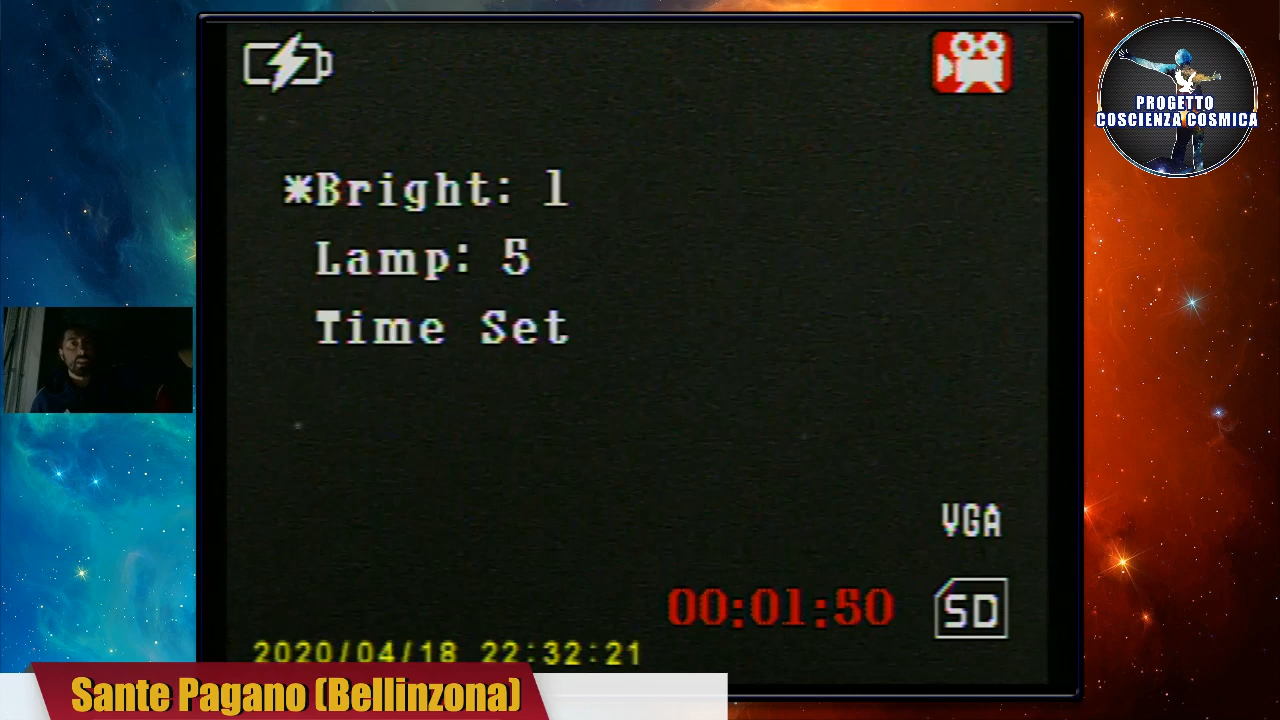 PROGETTO
COSCIENZA COSMICA
*Bright: 1
Lamp: 5
Time Set
VGA
00:01:50
SD
2020/04/18 22:32:21
Sante Pagano (Bellinzona)